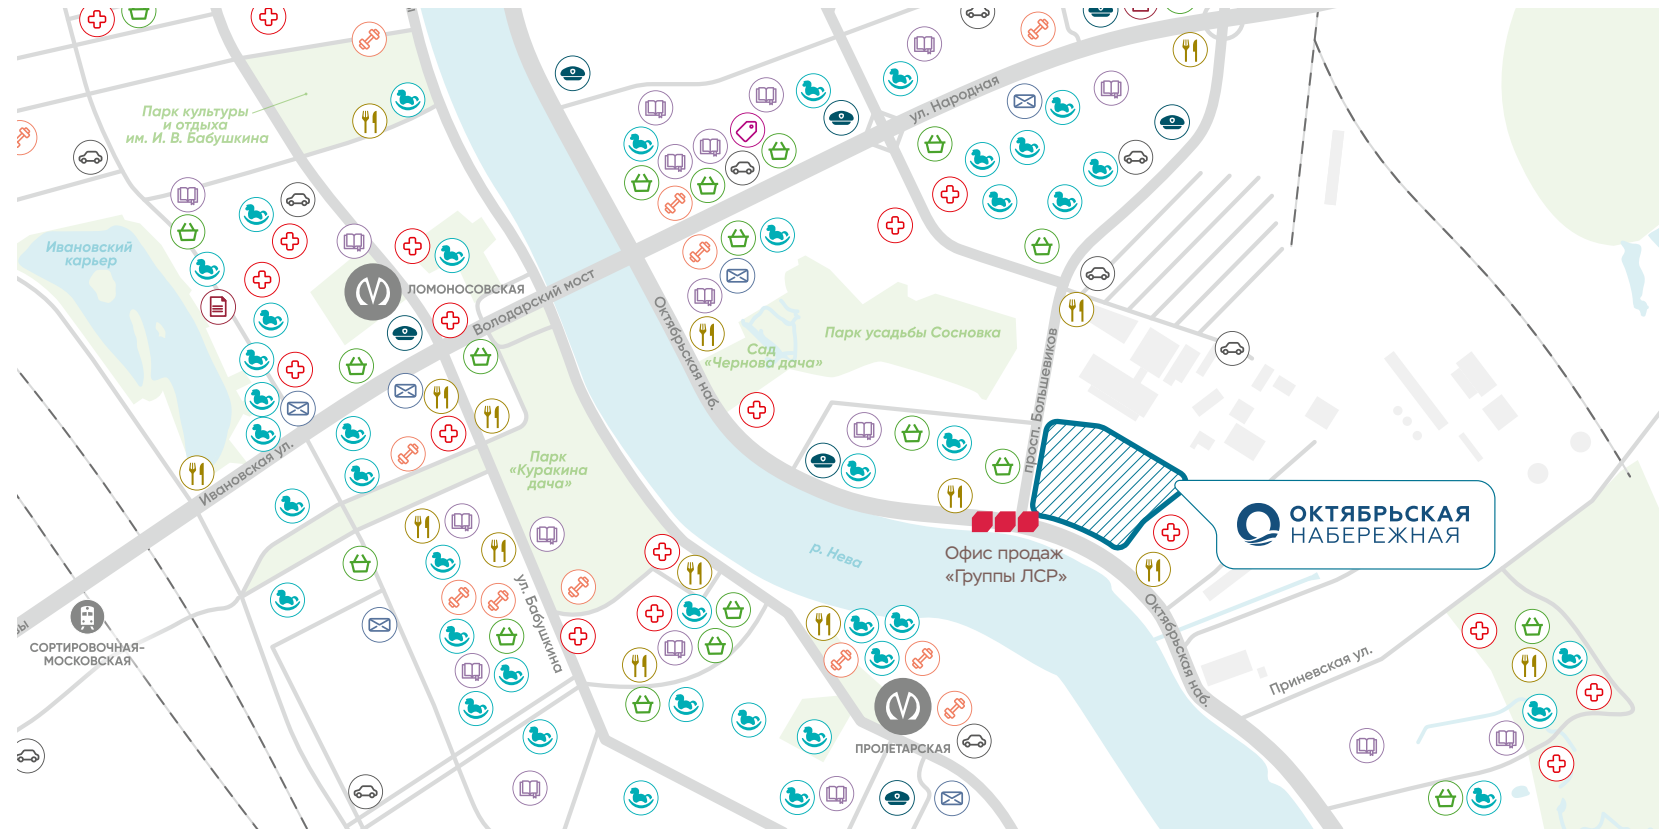 Парк культуры
и отдыха
им. И. В. Бабушкина
ул. Народная
Ивановский
карьер
ЛОМОНОСОВСКАЯ
Володарский мост
Октябрьская наб.
Парк усадьбы Сосновка
Сад
«Чернова дача»
просп. Большевиков
Ивановская ул.
Парк
«Куракина
дача»
ОКТЯБРЬСКАЯ
НАБЕРЕЖНАЯ
р. Нева
Офис продаж
«Группы ЛСР»
ул. Бабушкина
Октябрьская наб.
СОРТИРОВОЧНАЯ-
МОСКОВСКАЯ
Приневская ул.
ПРОЛЕТАРСКАЯ